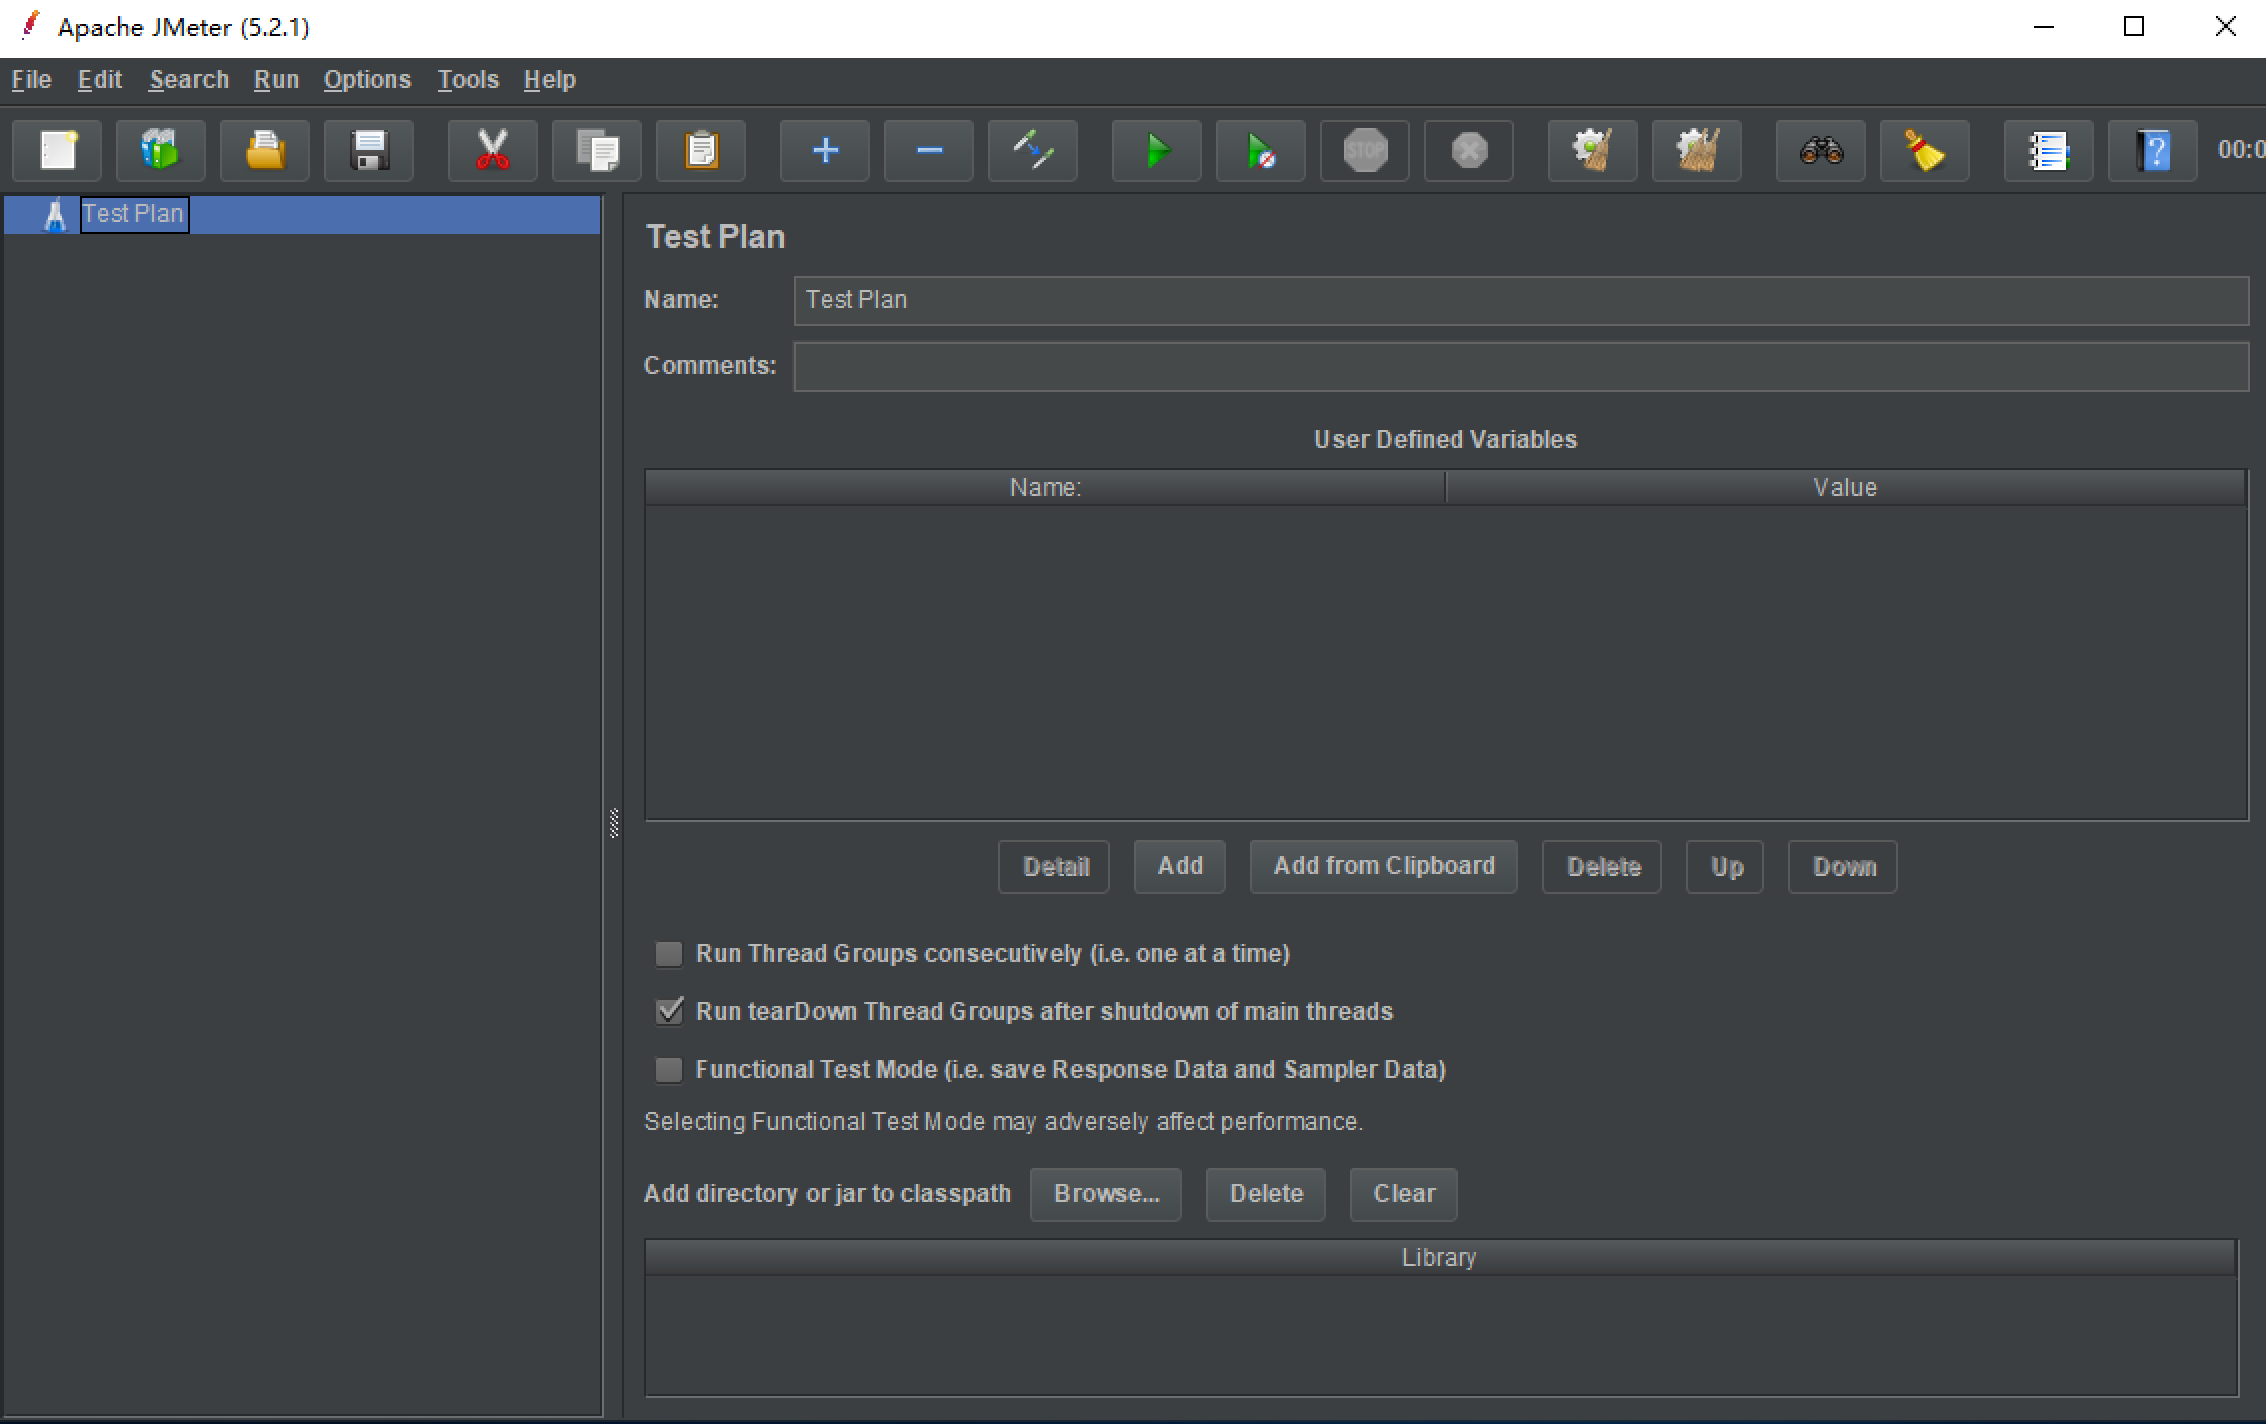 Apache JMeter (5.2.1)
File Edit Search Run Options Tools Help
STOP
?
Test Plan
Test Plan
Name: Test Plan
Comments:
User Defined Variables
Name: Value
Detail Add Add from Clipboard Delete Up Down
Run Thread Groups consecutively (i.e. one at a time)
Run tearDown Thread Groups after shutdown of main threads
Functional Test Mode (i.e. save Response Data and Sampler Data)
Selecting Functional Test Mode may adversely affect performance.
Add directory or jar to classpath Browse... Delete Clear
Library